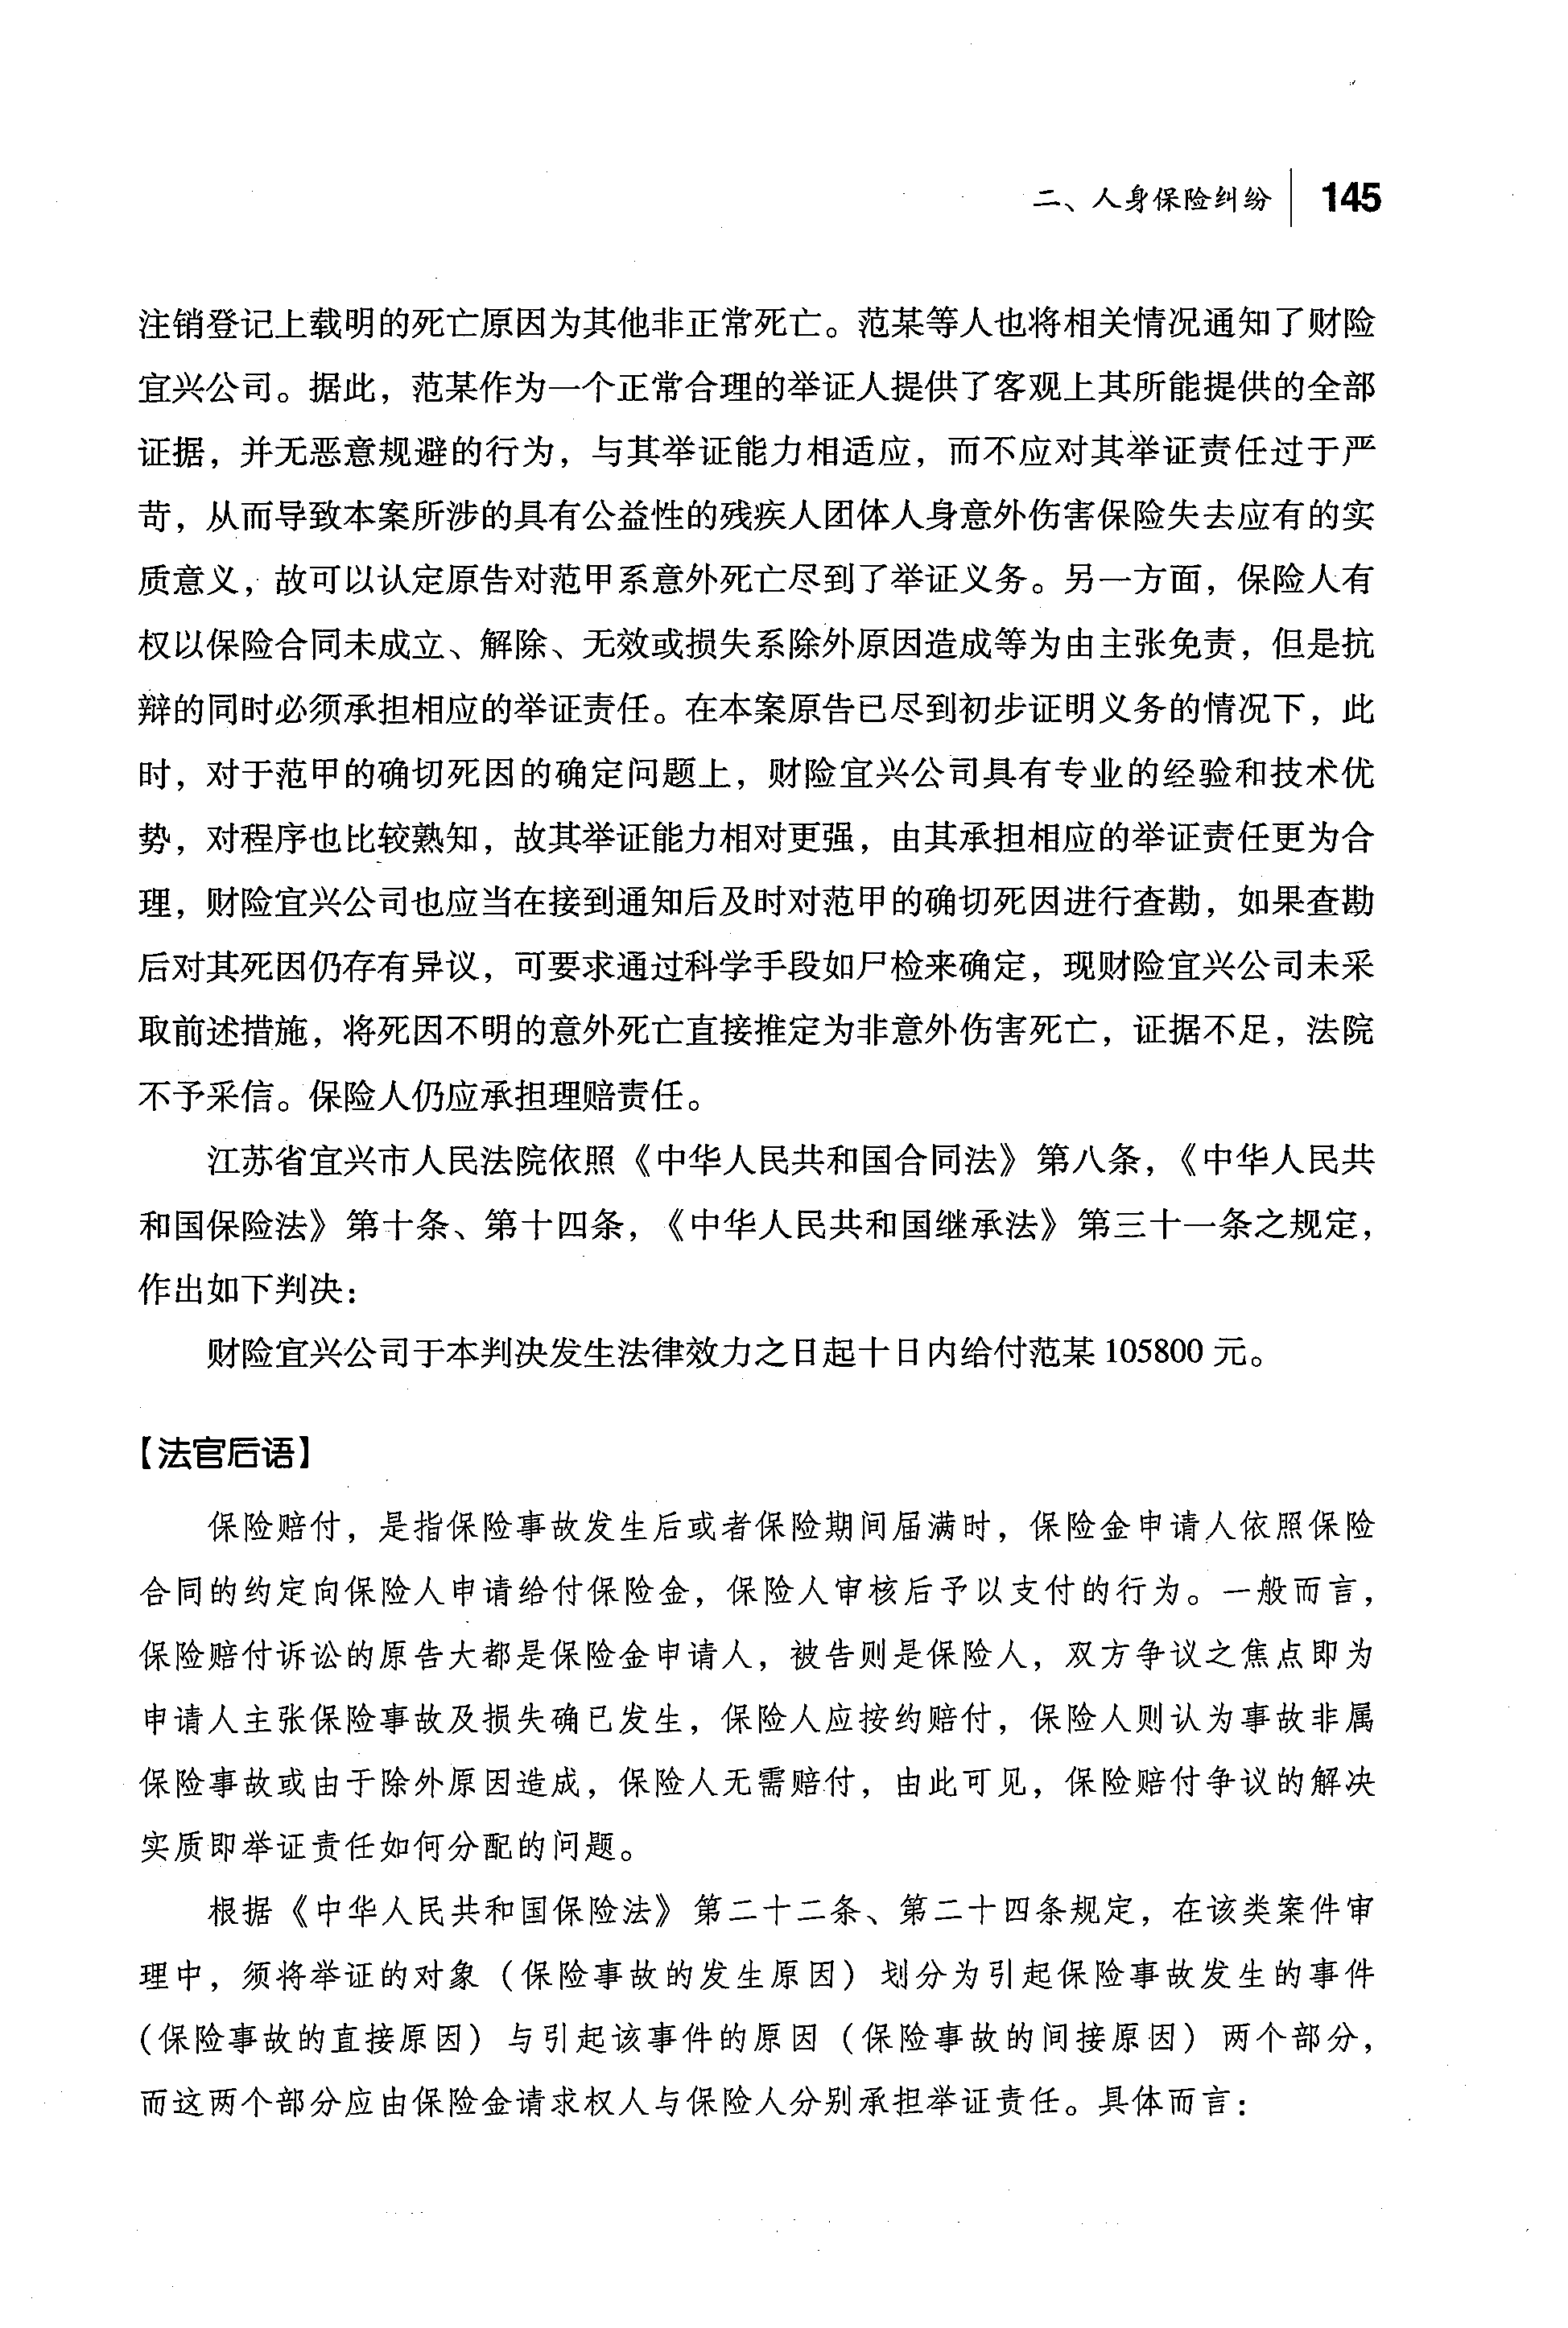 二、人身保险纠纷 145
注销登记上载明的死亡原因为其他非正常死亡。范某等人也将相关情况通知了财险
宜兴公司。据此，范某作为一个正常合理的举证人提供了客观上其所能提供的全部
证据，并无恶意规避的行为，与其举证能力相适应，而不应对其举证责任过于严
苛，从而导致本案所涉的具有公益性的残疾人团体人身意外伤害保险失去应有的实
质意义，故可以认定原告对范甲系意外死亡尽到了举证义务。另一方面，保险人有
权以保险合同未成立、解除、无效或损失系除外原因造成等为由主张免责，但是抗
辩的同时必须承担相应的举证责任。在本案原告已尽到初步证明义务的情况下，此
时，对于范甲的确切死因的确定问题上，财险宜兴公司具有专业的经验和技术优
势，对程序也比较熟知，故其举证能力相对更强，由其承担相应的举证责任更为合
理，财险宜兴公司也应当在接到通知后及时对范甲的确切死因进行查勘，如果查勘
后对其死因仍存有异议，可要求通过科学手段如尸检来确定，现财险宜兴公司未采
取前述措施，将死因不明的意外死亡直接推定为非意外伤害死亡，证据不足，法院
不予采信。保险人仍应承担理赔责任。
江苏省宜兴市人民法院依照《中华人民共和国合同法》第八条，《中华人民共
和国保险法》第十条、第十四条，《中华人民共和国继承法》第三十一条之规定，
作出如下判决：
财险宜兴公司于本判决发生法律效力之日起十日内给付范某 105800 元。
【法官后语】
保险赔付，是指保险事故发生后或者保险期间届满时，保险金申请人依照保险
合同的约定向保险人申请给付保险金，保险人审核后予以支付的行为。一般而言，
保险赔付诉讼的原告大都是保险金申请人，被告则是保险人，双方争议之焦点即为
申请人主张保险事故及损失确已发生，保险人应按约赔付，保险人则认为事故非属
保险事故或由于除外原因造成，保险人无需赔付，由此可见，保险赔付争议的解决
实质即举证责任如何分配的问题。
根据《中华人民共和国保险法》第二十二条、第二十四条规定，在该类案件审
理中，须将举证的对象（保险事故的发生原因）划分为引起保险事故发生的事件
（保险事故的直接原因）与引起该事件的原因（保险事故的间接原因）两个部分，
而这两个部分应由保险金请求权人与保险人分别承担举证责任。具体而言：